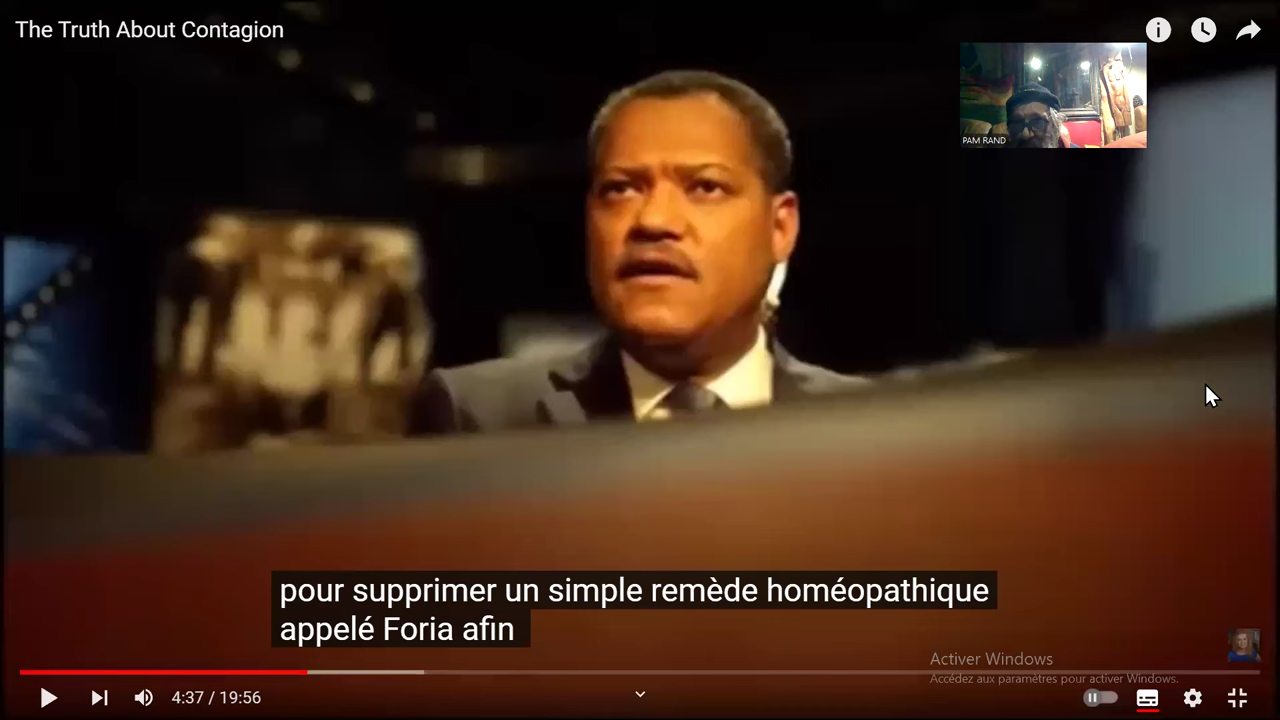 The Truth About Contagion
PAM RAND
pour supprimer un simple remède homéopathique
appelé Foria afin
Activer Windows
Accédez aux paramètres pour activer Windows.
4:37 / 19:56